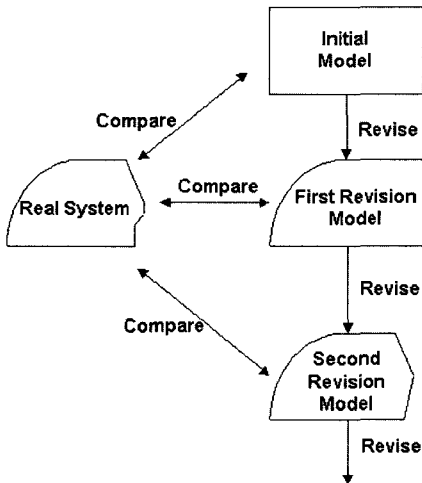 Initial
Model
Compare
Revise
Compare
Real System
First Revision
Model
Revise
Compare
Second
Revision
Model
Revise